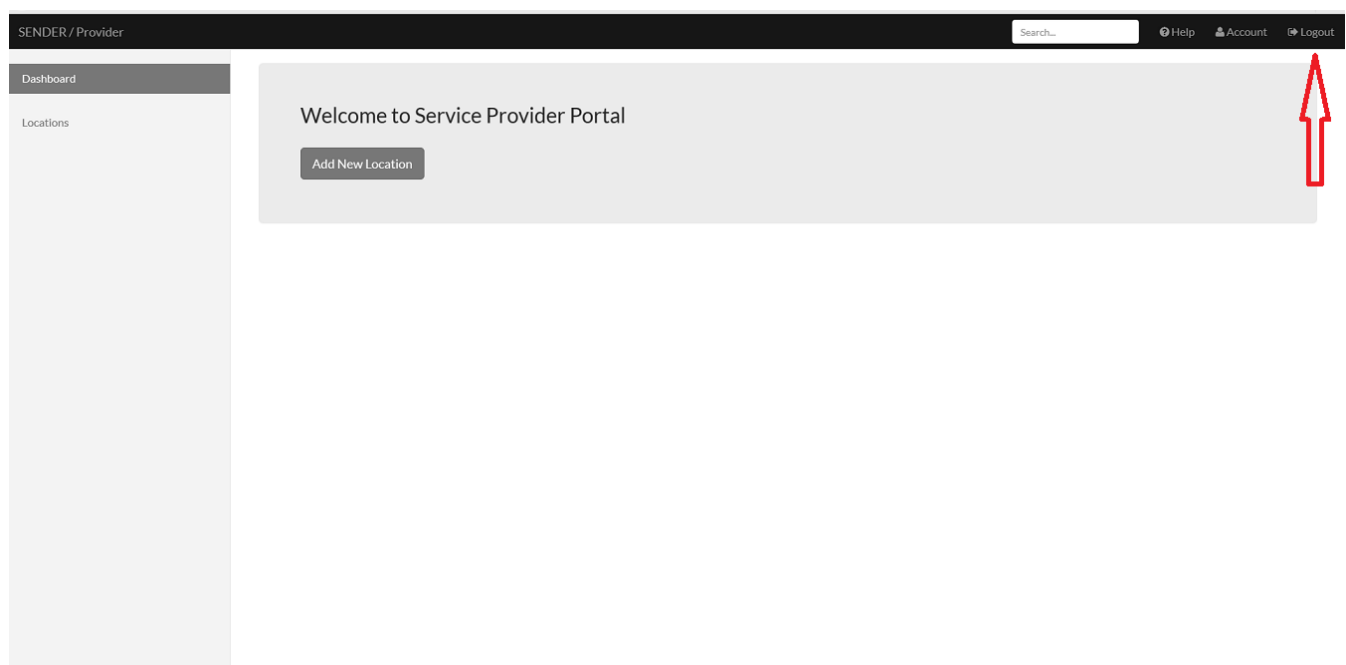 SENDER / Provider
Search...
Help
Account
Logout
Dashboard
Locations
Welcome to Service Provider Portal
Add New Location